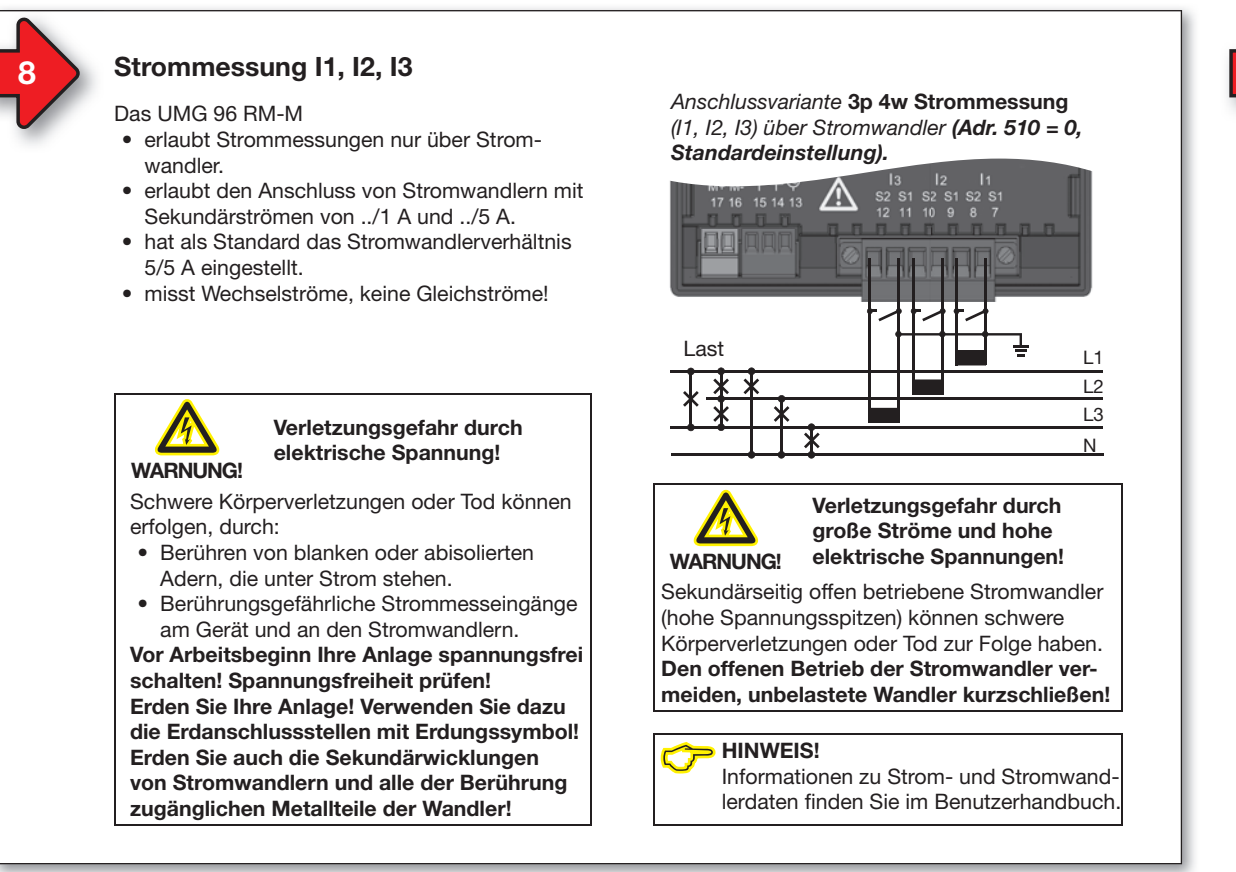 8
Strommessung I1, I2, I3
Das UMG 96 RM-M
• erlaubt Strommessungen nur über Strom-
wandler.
• erlaubt den Anschluss von Stromwandlern mit
Sekundärströmen von ../1 A und ../5 A.
• hat als Standard das Stromwandlerverhältnis
5/5 A eingestellt.
• misst Wechselströme, keine Gleichströme!
WARNUNG!
Verletzungsgefahr durch
elektrische Spannung!
Schwere Körperverletzungen oder Tod können
erfolgen, durch:
• Berühren von blanken oder abisolierten
Adern, die unter Strom stehen.
• Berührungsgefährliche Strommesseingänge
am Gerät und an den Stromwandlern.
Vor Arbeitsbeginn Ihre Anlage spannungsfrei
schalten! Spannungsfreiheit prüfen!
Erden Sie Ihre Anlage! Verwenden Sie dazu
die Erdanschlussstellen mit Erdungssymbol!
Erden Sie auch die Sekundärwicklungen
von Stromwandlern und alle der Berührung
zugänglichen Metallteile der Wandler!
Anschlussvariante 3p 4w Strommessung
(I1, I2, I3) über Stromwandler (Adr. 510 = 0,
Standardeinstellung).
I3 I2 I1
S2 S1 S2 S1 S2 S1
17 16 15 14 13 12 11 10 9 8 7
Last
L1
L2
L3
N
WARNUNG!
Verletzungsgefahr durch
große Ströme und hohe
elektrische Spannungen!
Sekundärseitig offen betriebene Stromwandler
(hohe Spannungsspitzen) können schwere
Körperverletzungen oder Tod zur Folge haben.
Den offenen Betrieb der Stromwandler ver-
meiden, unbelastete Wandler kurzschließen!
HINWEIS!
Informationen zu Strom- und Stromwand-
lerdaten finden Sie im Benutzerhandbuch.